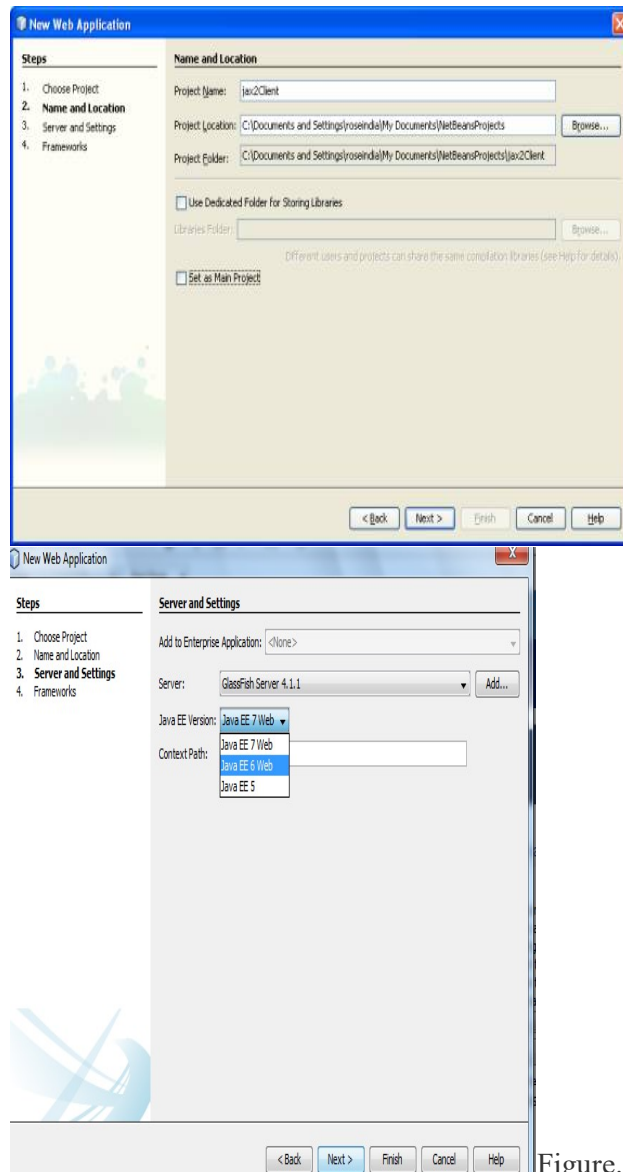 New Web Application
Steps
1. Choose Project
2. Name and Location
3. Server and Settings
4. Frameworks
Name and Location
Project Name: jax2Client
Project Location: C:\Documents and Settings\roseindia\My Documents\NetBeansProjects Browse...
Project Folder: C:\Documents and Settings\roseindia\My Documents\NetBeansProjects\jax2Client
Use Dedicated Folder for Storing Libraries
Libraries Folder: Browse...
Different users and projects can share the same compilation libraries (see Help for details).
Set as Main Project
< Back Next > Finish Cancel Help
New Web Application
Steps
1. Choose Project
2. Name and Location
3. Server and Settings
4. Frameworks
Server and Settings
Add to Enterprise Application: <None>
Server: GlassFish Server 4.1.1 Add...
Java EE Version: Java EE 7 Web
Java EE 7 Web
Context Path:
Java EE 6 Web
Java EE 5
< Back Next > Finish Cancel Help
Figure.